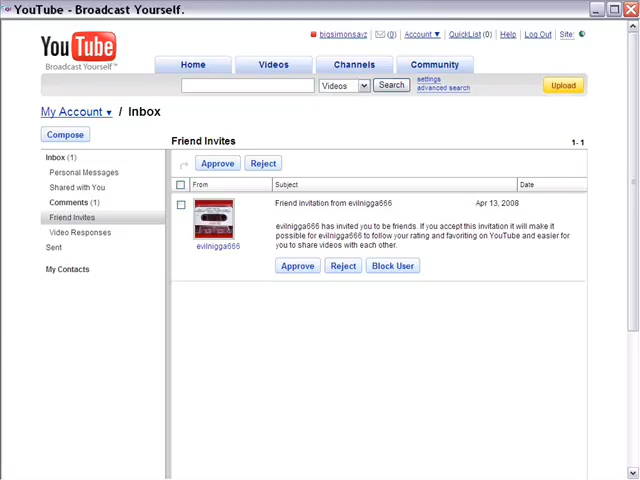 YouTube - Broadcast Yourself.
YouTube
Broadcast Yourself™
bigsimonsavz (0) Account ▼ QuickList (0) Help Log Out Site:
Home Videos Channels Community
Videos Search settings Upload
advanced search
My Account ▼ / Inbox
Compose
Friend Invites 1- 1
Inbox (1)
Approve Reject
Personal Messages
From Subject Date
Shared with You
Comments (1)
Friend invitation from evilnigga666 Apr 13, 2008
Friend Invites
evilnigga666 has invited you to be friends. If you accept this invitation it will make it
Video Responses
possible for evilnigga666 to follow your rating and favoriting on YouTube and easier for
evilnigga666
you to share videos with each other.
Sent
Approve Reject Block User
My Contacts